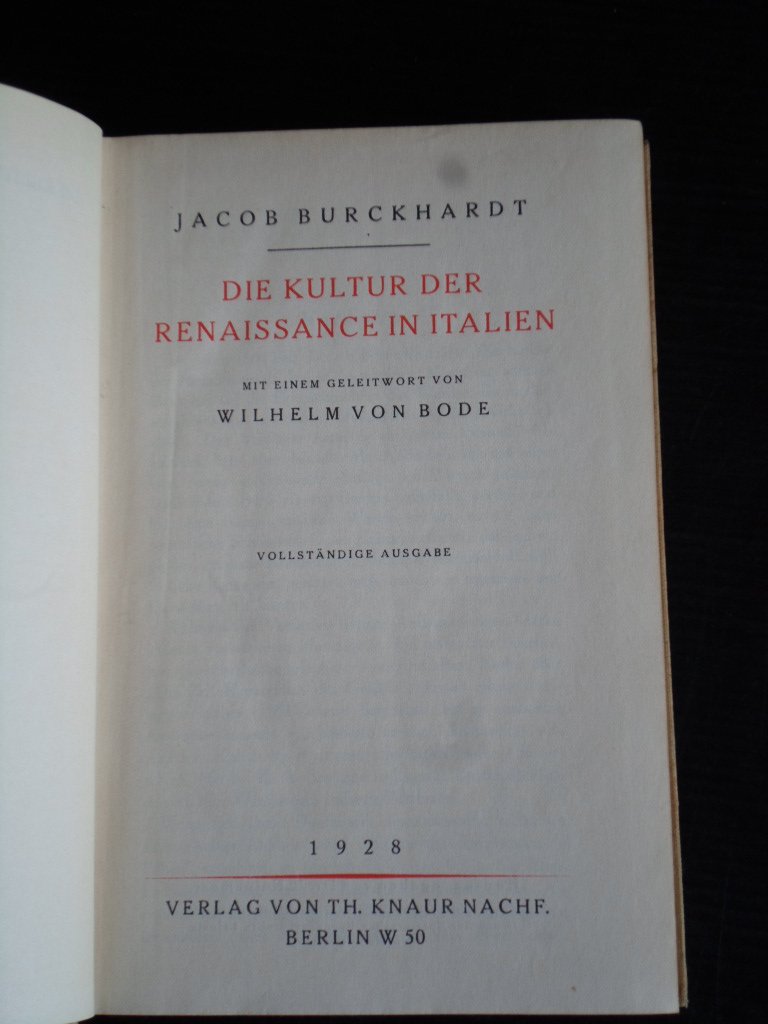 JACOB BURCKHARDT
DIE KULTUR DER
RENAISSANCE IN ITALIEN
MIT EINEM GELEITWORT VON
WILHELM VON BODE
VOLLSTÄNDIGE AUSGABE
1928
VERLAG VON TH. KNAUR NACHF.
BERLIN W 50